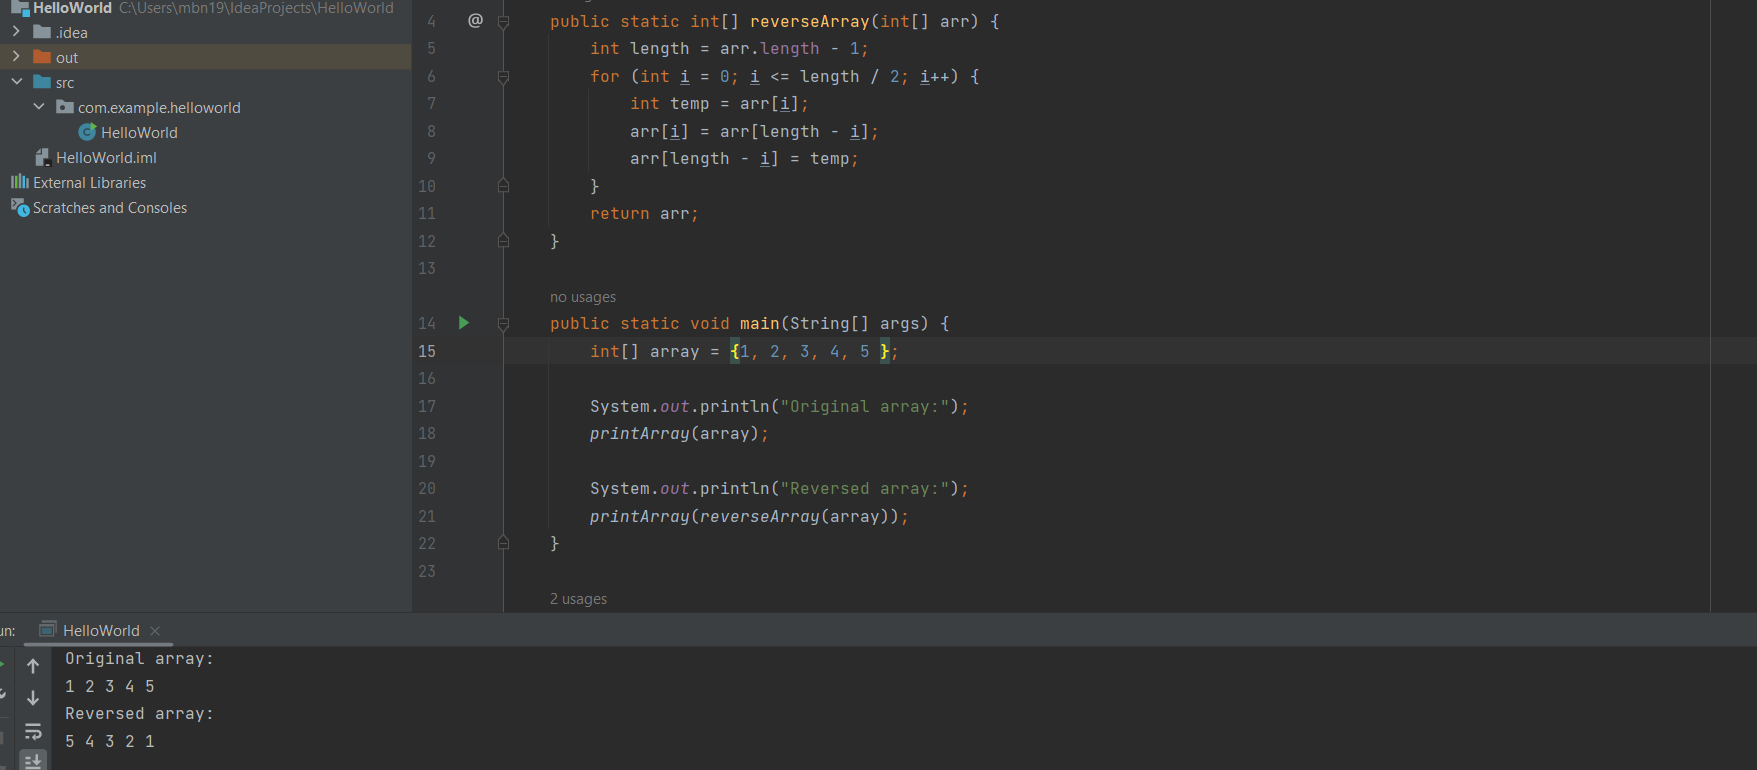 HelloWorld C:\Users\mbn19\IdeaProjects\HelloWorld
.idea
out
src
com.example.helloworld
HelloWorld
HelloWorld.iml
External Libraries
Scratches and Consoles
4 @ public static int[] reverseArray(int[] arr) {
5 int length = arr.length - 1;
6 for (int i = 0; i <= length / 2; i++) {
7 int temp = arr[i];
8 arr[i] = arr[length - i];
9 arr[length - i] = temp;
10 }
11 return arr;
12 }
13
no usages
14 public static void main(String[] args) {
15 int[] array = {1, 2, 3, 4, 5 };
16
17 System.out.println("Original array:");
18 printArray(array);
19
20 System.out.println("Reversed array:");
21 printArray(reverseArray(array));
22 }
23
2 usages
un: HelloWorld
Original array:
1 2 3 4 5
Reversed array:
5 4 3 2 1